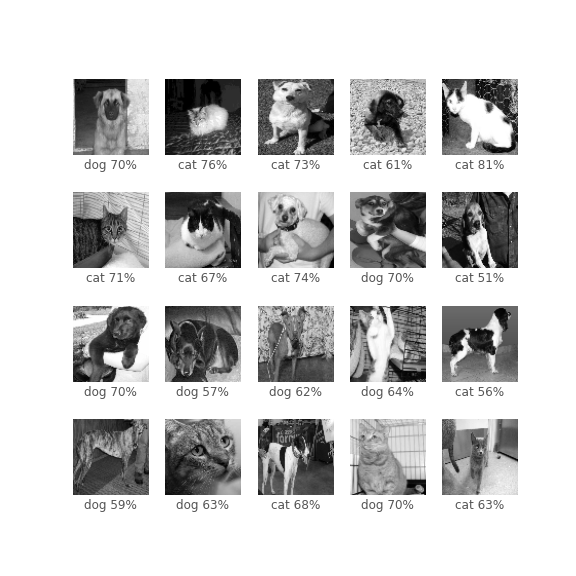 dog 70%
cat 76%
cat 73%
cat 61%
cat 81%
cat 71%
cat 67%
cat 74%
dog 70%
cat 51%
dog 70%
dog 57%
dog 62%
dog 64%
cat 56%
dog 59%
dog 63%
cat 68%
dog 70%
cat 63%